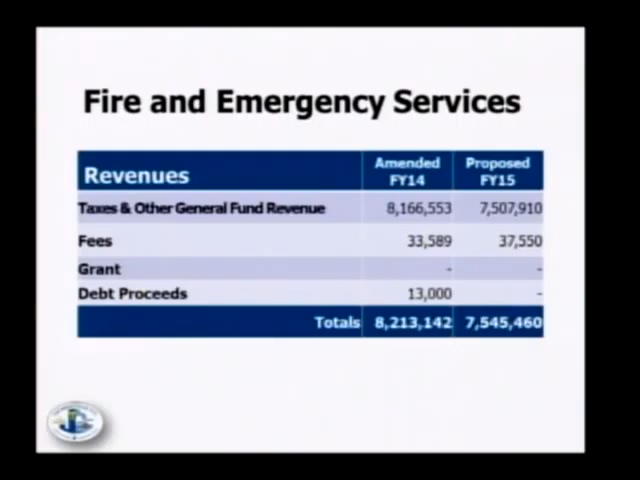 Fire and Emergency Services
Revenues Amended FY14 Proposed FY15
Taxes & Other General Fund Revenue 8,166,553 7,507,910
Fees 33,589 37,550
Grant - -
Debt Proceeds 13,000 -
Totals 8,213,142 7,545,460